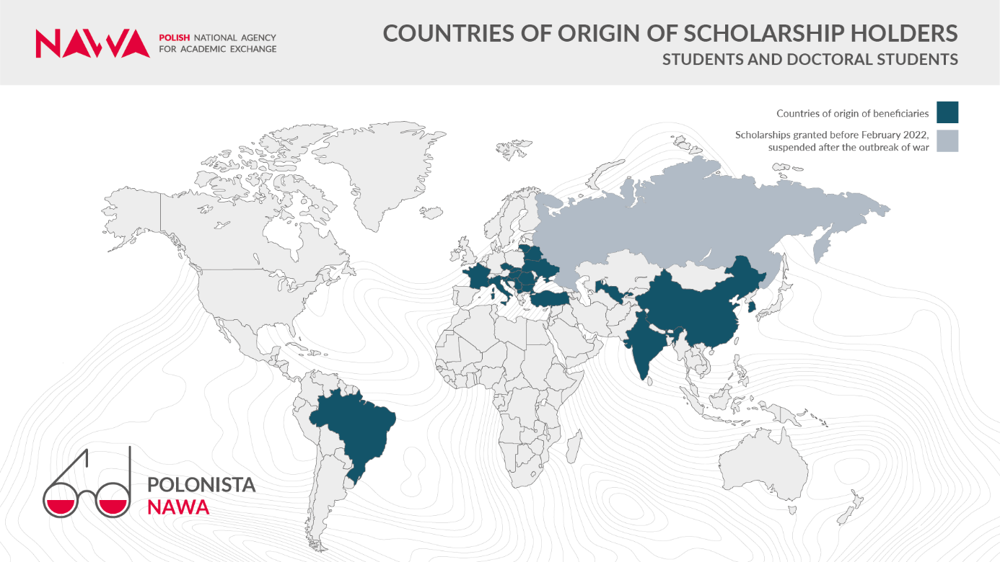 NAWA
POLISH NATIONAL AGENCY
FOR ACADEMIC EXCHANGE
COUNTRIES OF ORIGIN OF SCHOLARSHIP HOLDERS
STUDENTS AND DOCTORAL STUDENTS
Countries of origin of beneficiaries
Scholarships granted before February 2022,
suspended after the outbreak of war
POLONISTA
NAWA